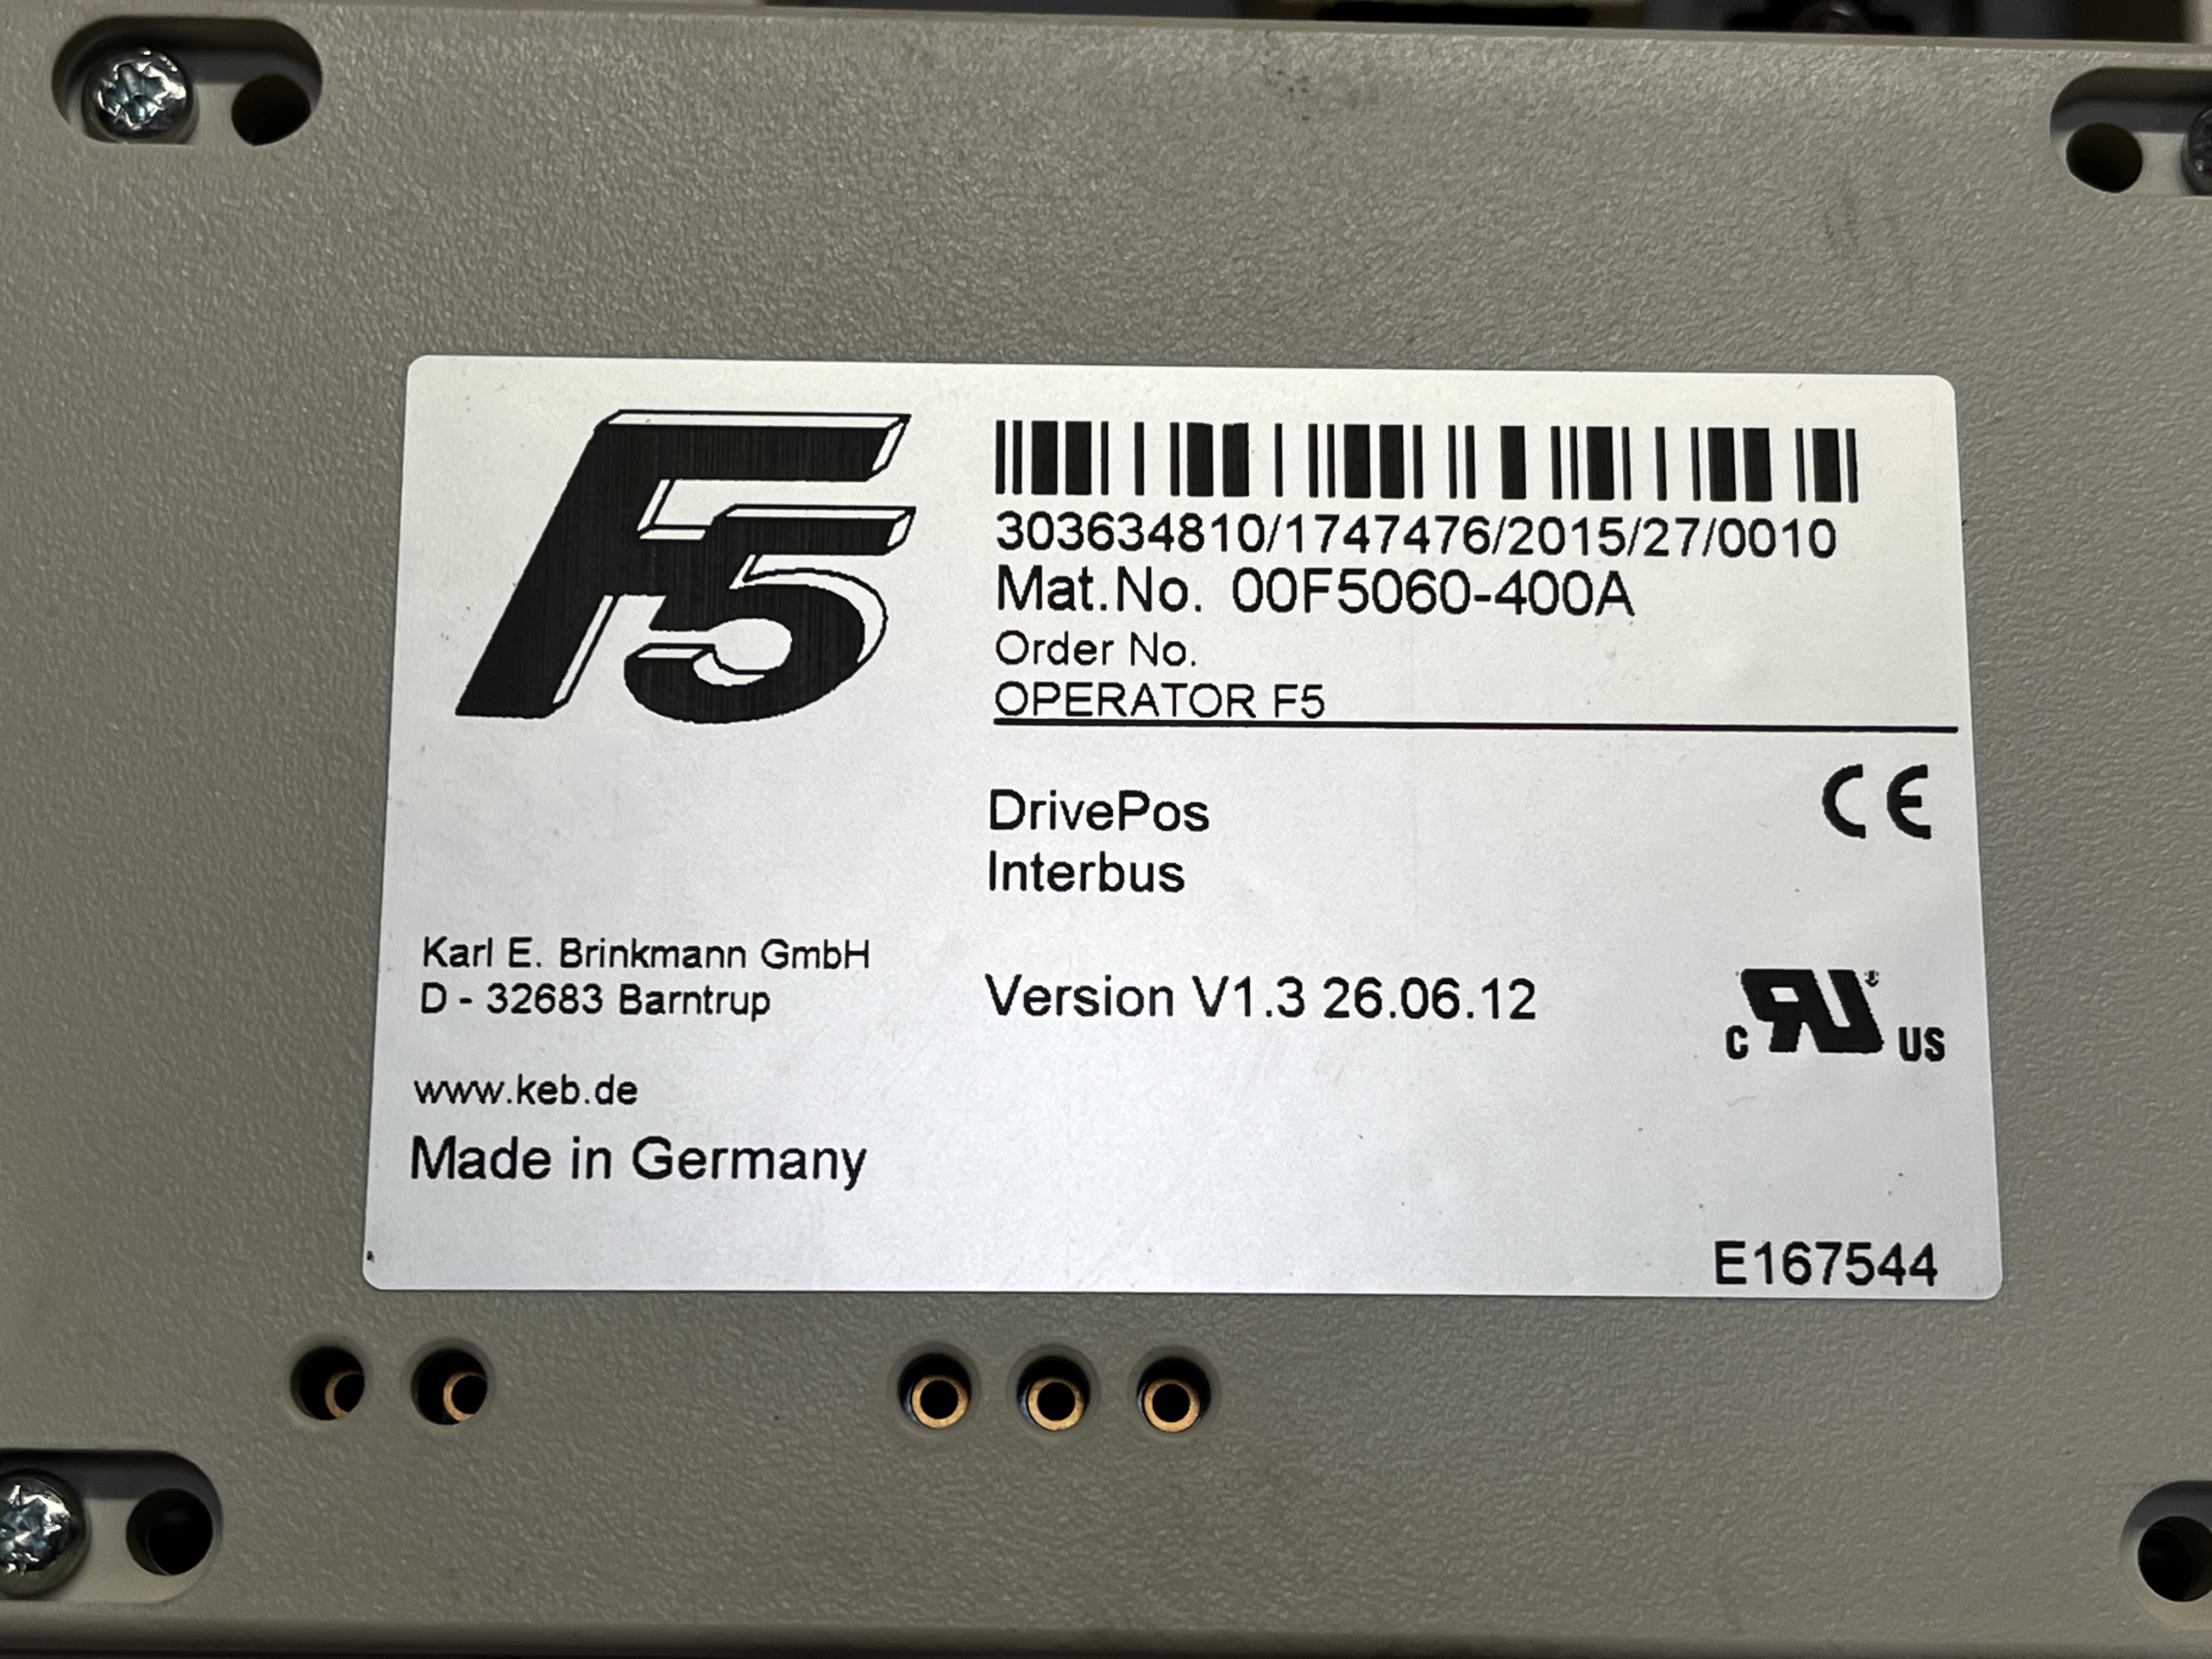 F5
303634810/1747476/2015/27/0010
Mat.No. 00F5060-400A
Order No.
OPERATOR F5
DrivePos
Interbus
CE
Karl E. Brinkmann GmbH
D - 32683 Barntrup
Version V1.3 26.06.12
c RU US
www.keb.de
Made in Germany
E167544